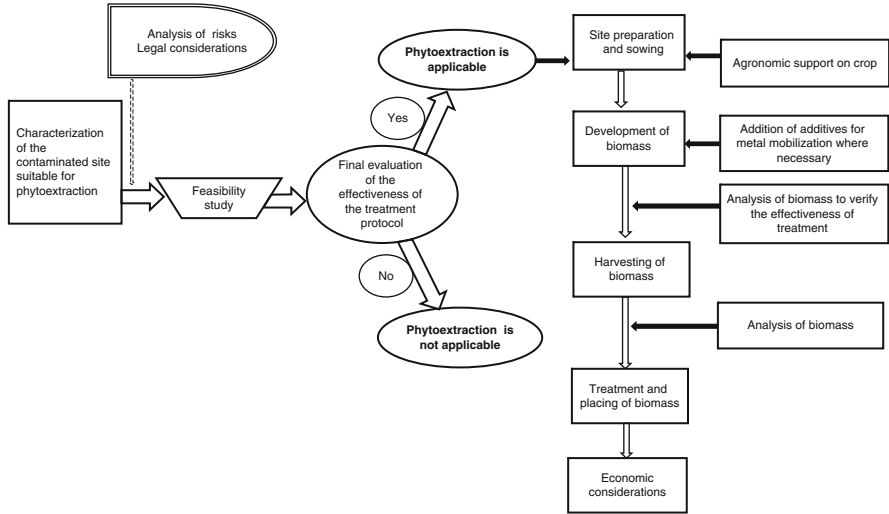 Analysis of risks
Legal considerations
Characterization
of the
contaminated site
suitable for
phytoextraction
Feasibility
study
Final evaluation
of the
effectiveness of
the treatment
protocol
Yes
No
Phytoextraction is
applicable
Phytoextraction is
not applicable
Site preparation
and sowing
Agronomic support on crop
Development of
biomass
Addition of additives for
metal mobilization where
necessary
Analysis of biomass to verify
the effectiveness of
treatment
Harvesting of
biomass
Analysis of biomass
Treatment and
placing of biomass
Economic
considerations